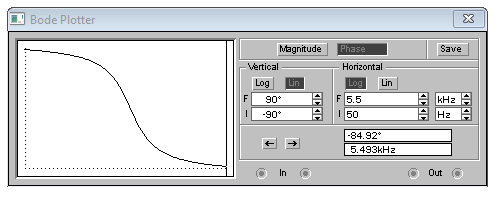 Bode Plotter
Magnitude Phase Save
Vertical Horizontal
Log Lin Log Lin
F 90° F 5.5 kHz
I -90° I 50 Hz
-84.92°
5.493kHz
In Out